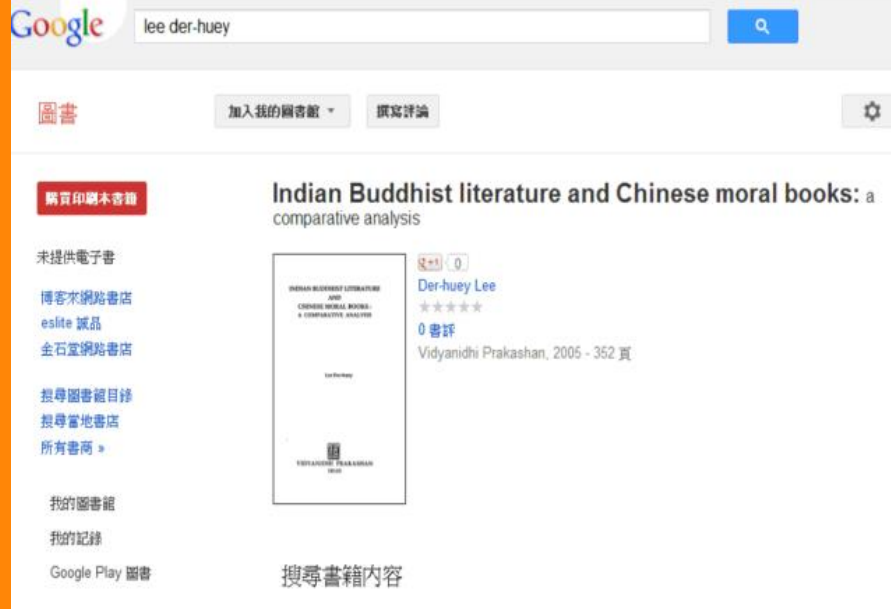 Google
lee der-huey
圖書
加入我的圖書館
撰寫評論
購買印刷本書籍
Indian Buddhist literature and Chinese moral books: a
comparative analysis
未提供電子書
博客來網路書店
eslite 誠品
金石堂網路書店
搜尋圖書館目錄
搜尋當地書店
所有書商 »
我的圖書館
我的記錄
Google Play 圖書
INDIAN BUDDHIST LITERATURE
AND
CHINESE MORAL BOOKS :
A COMPARATIVE ANALYSIS
Lee Der-huey
VIDYANIDHI PRAKASHAN
DELHI
+1 0
Der-huey Lee
0 書評
Vidyanidhi Prakashan, 2005 - 352 頁
搜尋書籍內容